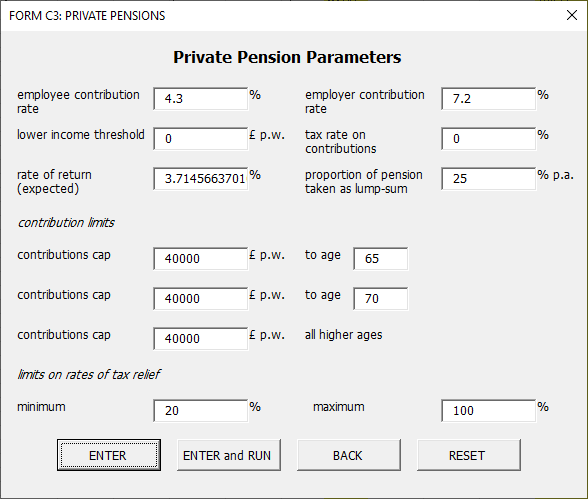 FORM C3: PRIVATE PENSIONS
Private Pension Parameters
employee contribution rate 4.3 % employer contribution rate 7.2 %
lower income threshold 0 £ p.w. tax rate on contributions 0 %
rate of return (expected) 3.7145663701 % proportion of pension taken as lump-sum 25 % p.a.
contribution limits
contributions cap 40000 £ p.w. to age 65
contributions cap 40000 £ p.w. to age 70
contributions cap 40000 £ p.w. all higher ages
limits on rates of tax relief
minimum 20 % maximum 100 %
ENTER ENTER and RUN BACK RESET